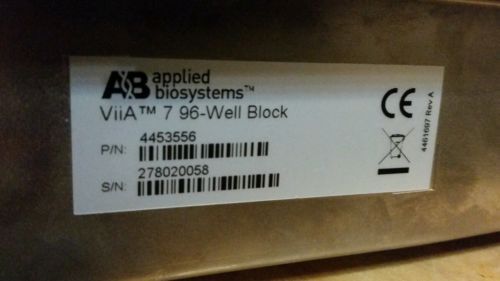 AB applied
biosystems™
ViiA™ 7 96-Well Block
P/N: 4453556
S/N: 278020058
CE
4461697 Rev A